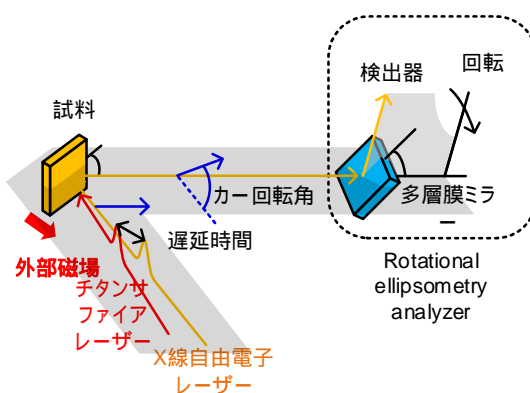 試料
検出器
回転
カー回転角
多層膜ミラ
ー
遅延時間
外部磁場
チタンサ
ファイア
レーザー
X線自由電子
レーザー
Rotational
ellipsometry
analyzer